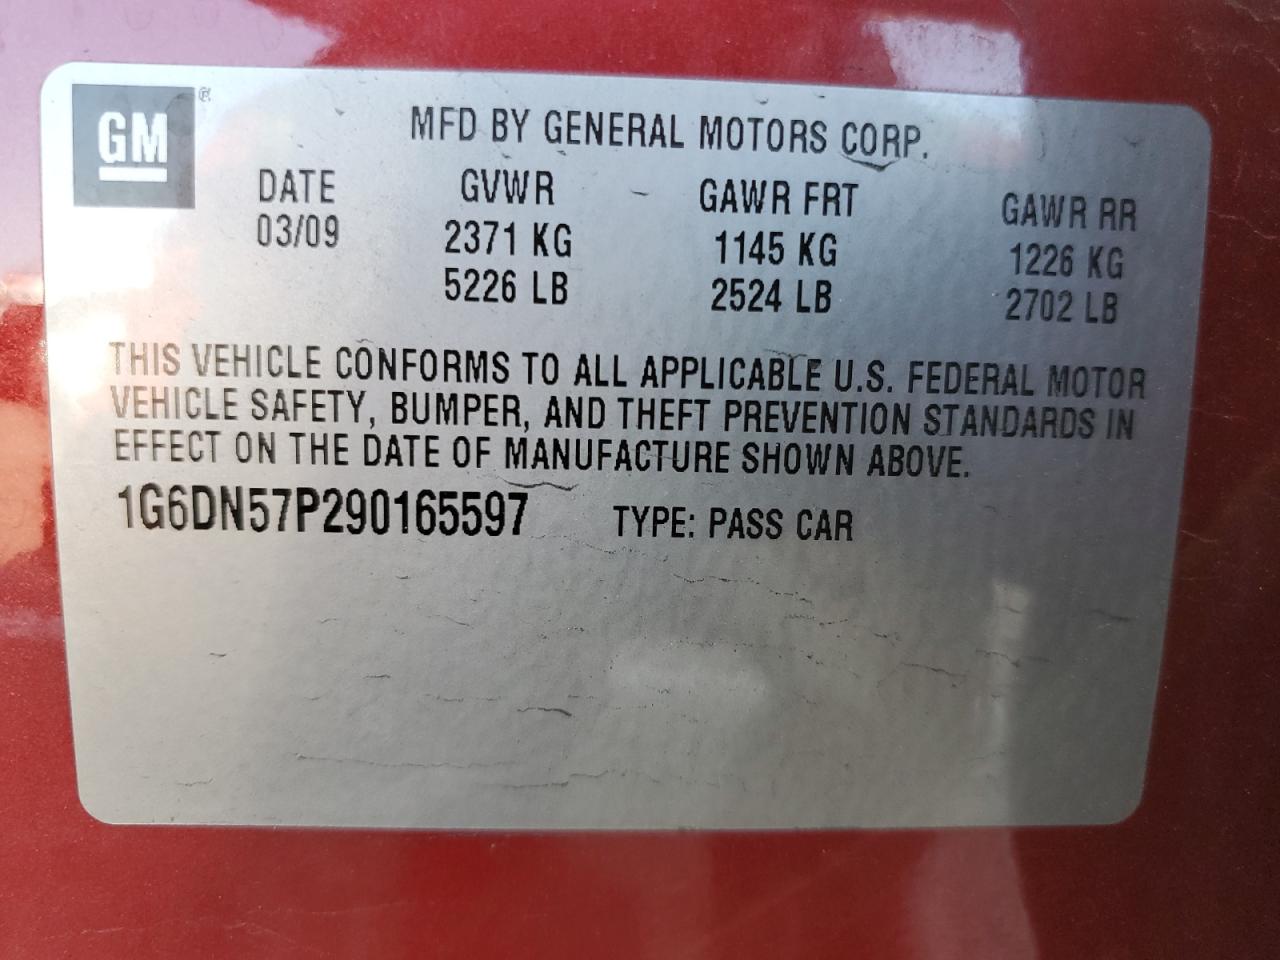 GM ®
MFD BY GENERAL MOTORS CORP.
DATE GVWR GAWR FRT GAWR RR
03/09 2371 KG 1145 KG 1226 KG
5226 LB 2524 LB 2702 LB
THIS VEHICLE CONFORMS TO ALL APPLICABLE U.S. FEDERAL MOTOR
VEHICLE SAFETY, BUMPER, AND THEFT PREVENTION STANDARDS IN
EFFECT ON THE DATE OF MANUFACTURE SHOWN ABOVE.
1G6DN57P290165597 TYPE: PASS CAR